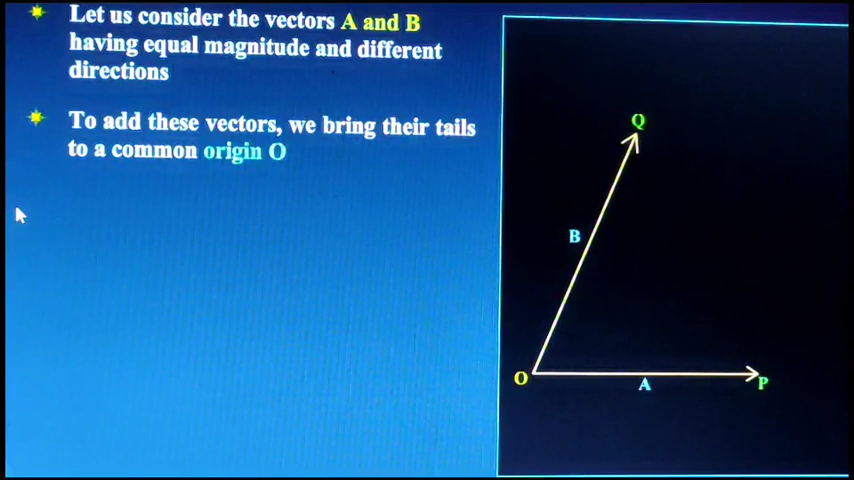 Let us consider the vectors A and B
having equal magnitude and different
directions
To add these vectors, we bring their tails
to a common origin O
Q
B
O
A
P